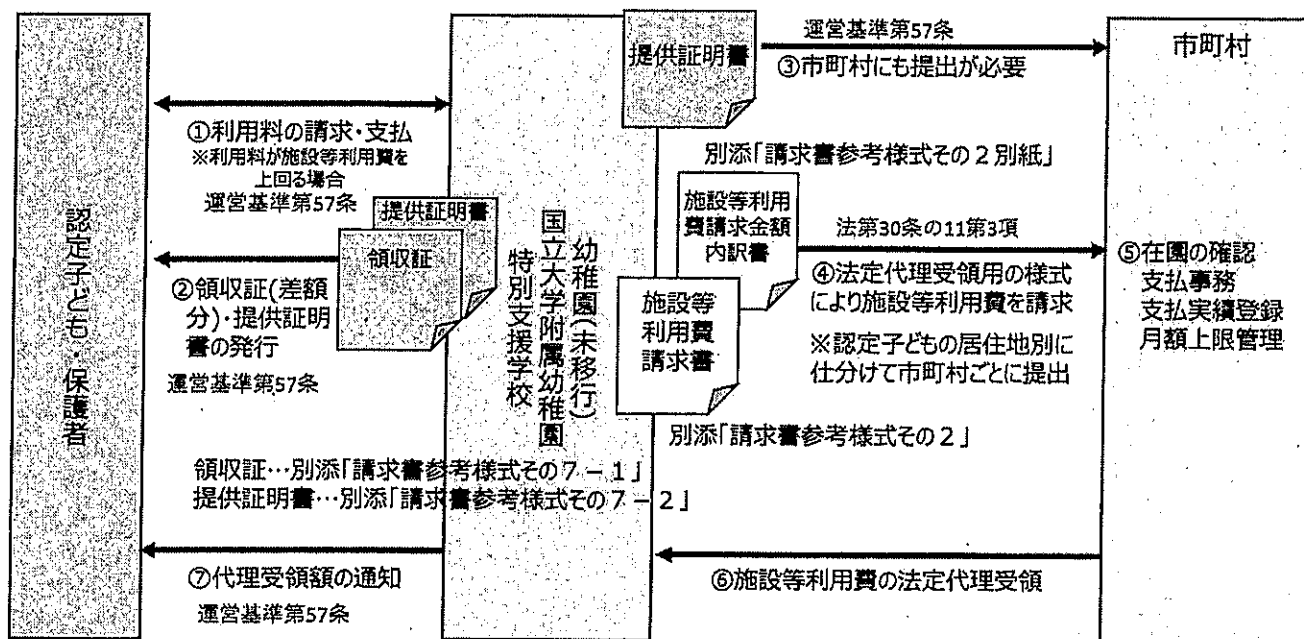 認定子ども・保護者
①利用料の請求・支払
※利用料が施設等利用費を
上回る場合
運営基準第57条
提供証明書
領収証
②領収証(差額
分)・提供証明
書の発行
運営基準第57条
幼稚園(未移行)
国立大学附属幼稚園
特別支援学校
提供証明書
運営基準第57条
③市町村にも提出が必要
別添「請求書参考様式その2別紙」
施設等利用
費請求金額
内訳書
法第30条の11第3項
④法定代理受領用の様式
により施設等利用費を請求
※認定子どもの居住地別に
仕分けて市町村ごとに提出
施設等
利用費
請求書
別添「請求書参考様式その2」
市町村
⑤在園の確認
支払事務
支払実績登録
月額上限管理
領収証…別添「請求書参考様式その7-1」
提供証明書…別添「請求書参考様式その7-2」
⑥施設等利用費の法定代理受領
⑦代理受領額の通知
運営基準第57条